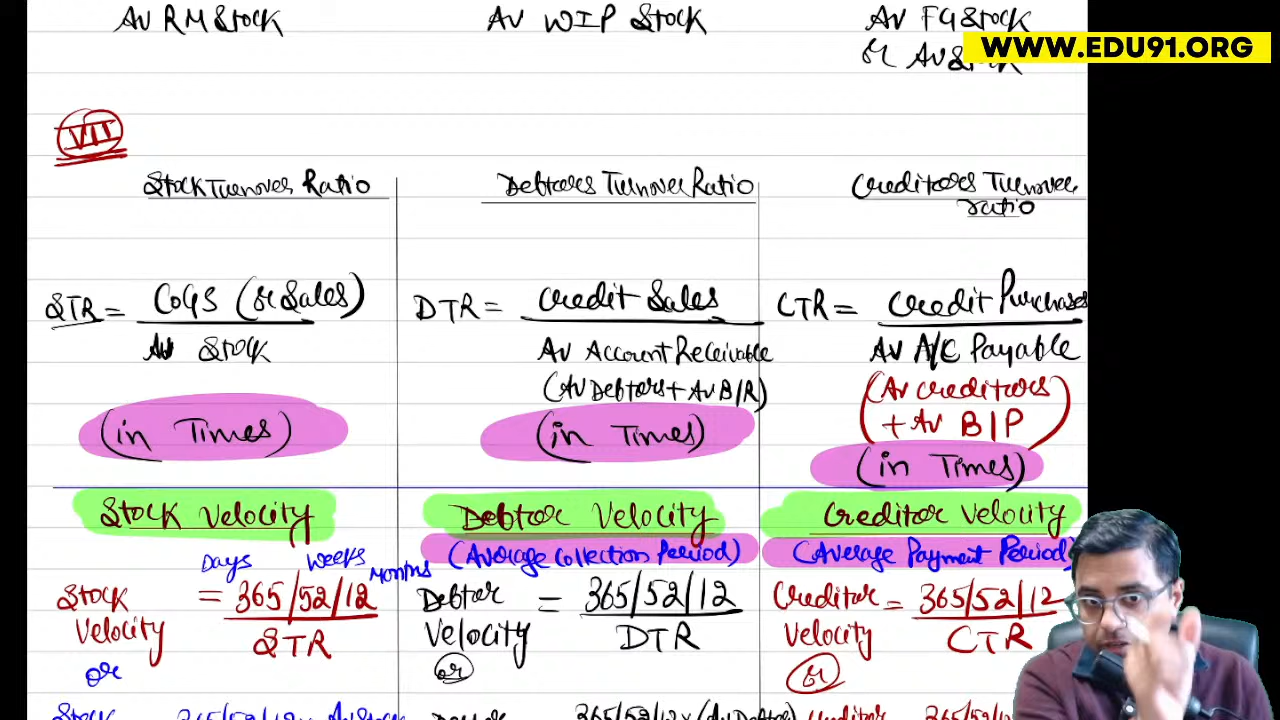 Av RM Stock
Av WIP Stock
Av FG Stock
or Av Stock
WWW.EDU91.ORG
VII
Stock Turnover Ratio
Debtors Turnover Ratio
Creditors Turnover
ratio
STR = COGS (or Sales)
Av Stock
(in Times)
DTR = Credit Sales
Av Account Receivable
(Av Debtors + Av B/R)
(in Times)
CTR = Credit Purchases
Av A/C Payable
(Av creditors
+ Av B/P)
(in Times)
Stock Velocity
Days Weeks Months
Stock Velocity = 365/52/12
STR
or
Debtor Velocity
(Average Collection Period)
Debtor Velocity = 365/52/12
DTR
or
Creditor Velocity
(Average Payment Period)
Creditor Velocity = 365/52/12
CTR
or